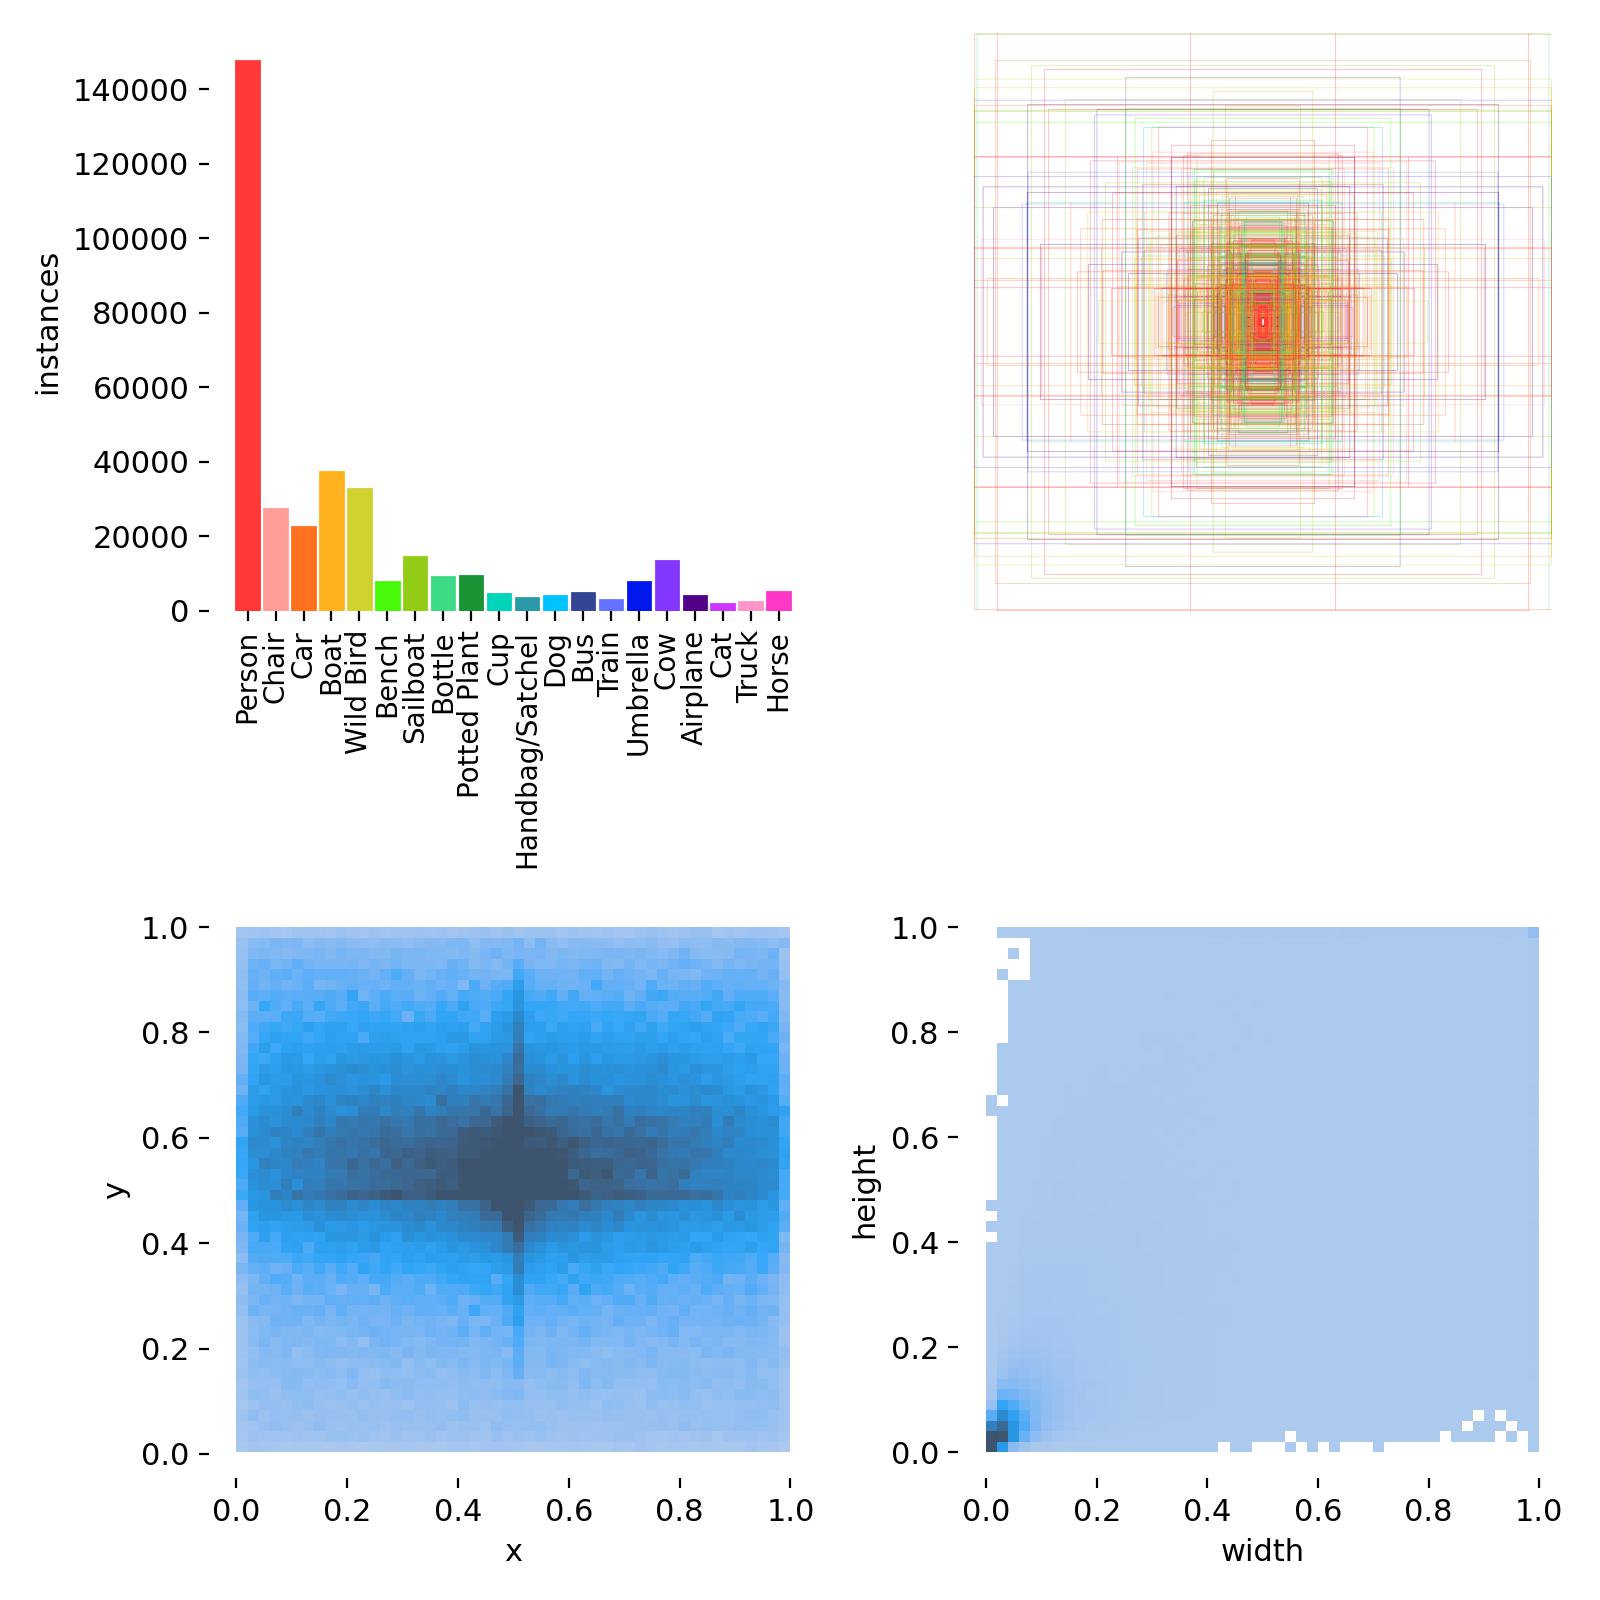 instances
140000
120000
100000
80000
60000
40000
20000
0
Person
Chair
Car
Boat
Wild Bird
Bench
Sailboat
Bottle
Potted Plant
Cup
Handbag/Satchel
Dog
Bus
Train
Umbrella
Cow
Airplane
Cat
Truck
Horse
y
1.0
0.8
0.6
0.4
0.2
0.0
0.0 0.2 0.4 0.6 0.8 1.0
x
height
1.0
0.8
0.6
0.4
0.2
0.0
0.0 0.2 0.4 0.6 0.8 1.0
width